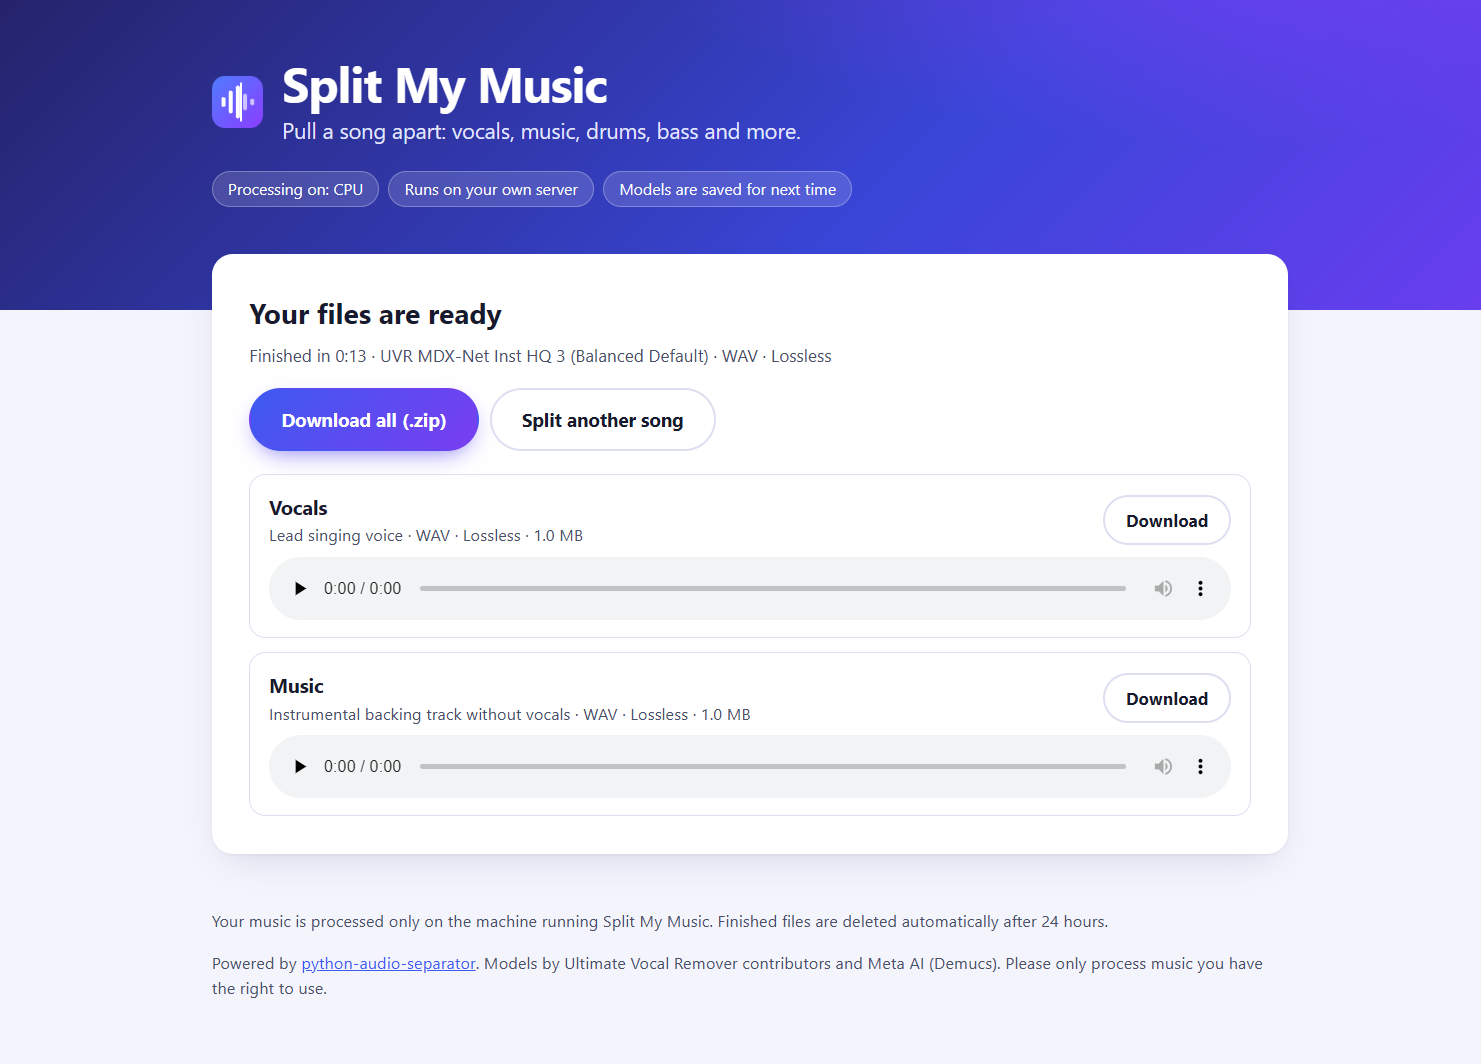 Split My Music
Pull a song apart: vocals, music, drums, bass and more.
Processing on: CPU
Runs on your own server
Models are saved for next time
Your files are ready
Finished in 0:13 · UVR MDX-Net Inst HQ 3 (Balanced Default) · WAV · Lossless
Download all (.zip)
Split another song
Vocals
Lead singing voice · WAV · Lossless · 1.0 MB
Download
0:00 / 0:00
Music
Instrumental backing track without vocals · WAV · Lossless · 1.0 MB
Download
0:00 / 0:00
Your music is processed only on the machine running Split My Music. Finished files are deleted automatically after 24 hours.
Powered by python-audio-separator. Models by Ultimate Vocal Remover contributors and Meta AI (Demucs). Please only process music you have
the right to use.